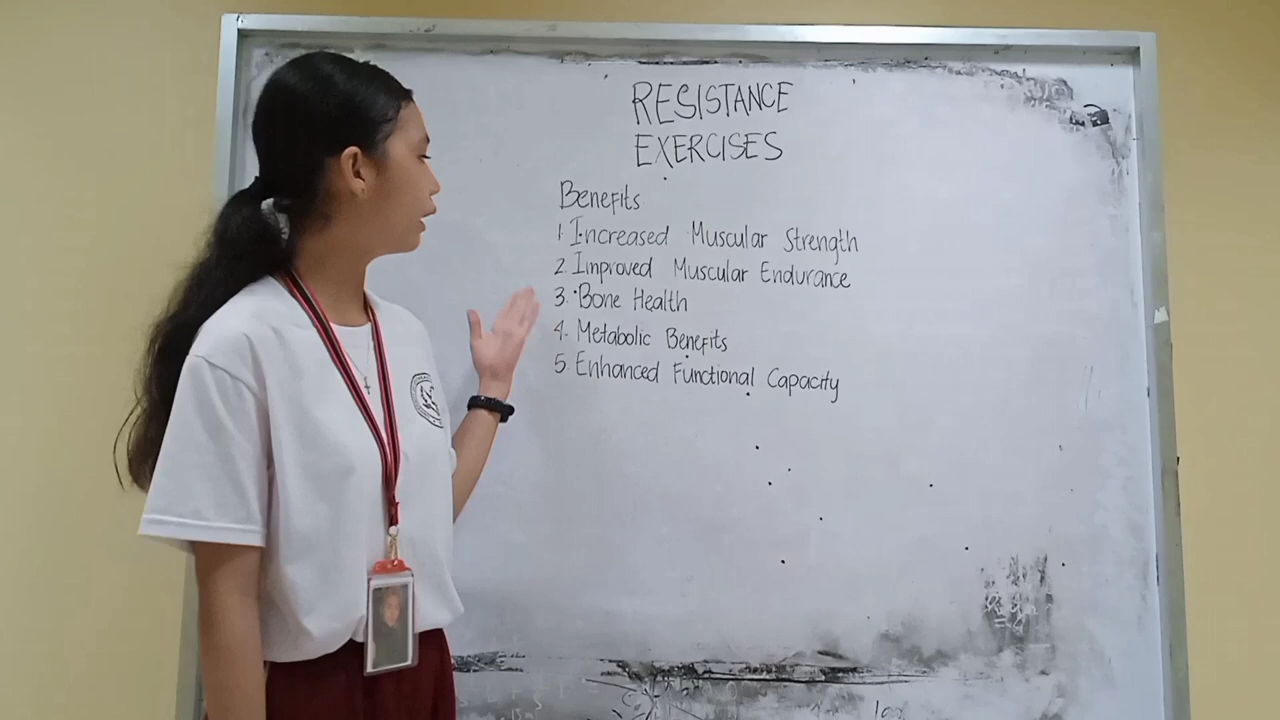 RESISTANCE
EXERCISES
Benefits
1. Increased Muscular Strength
2. Improved Muscular Endurance
3. Bone Health
4. Metabolic Benefits
5. Enhanced Functional Capacity